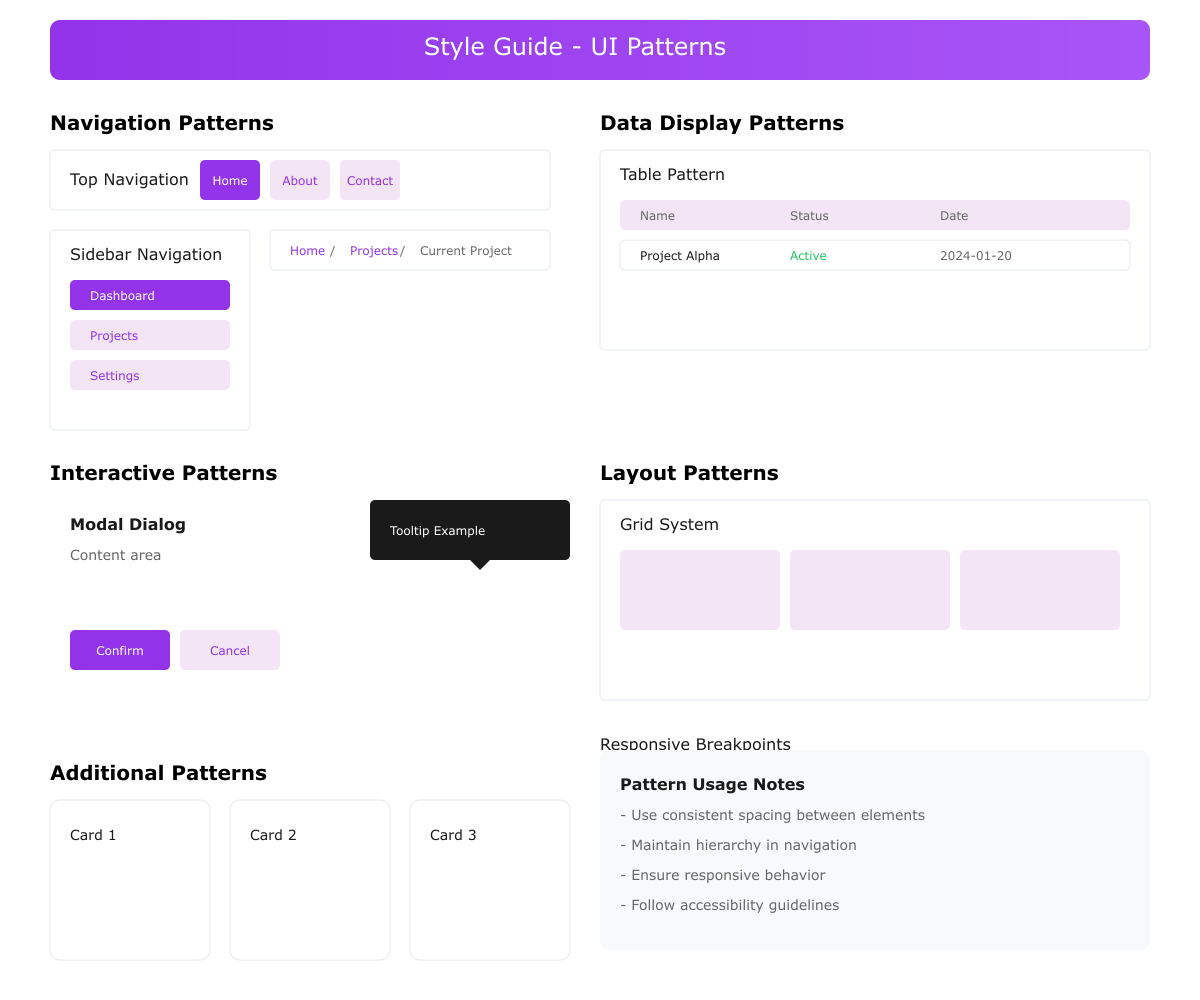 Style Guide - UI Patterns
Navigation Patterns
Top Navigation Home About Contact
Sidebar Navigation
Dashboard
Projects
Settings
Home / Projects / Current Project
Data Display Patterns
Table Pattern
Name Status Date
Project Alpha Active 2024-01-20
Interactive Patterns
Modal Dialog
Content area
Confirm Cancel
Tooltip Example
Layout Patterns
Grid System
Responsive Breakpoints
Additional Patterns
Card 1 Card 2 Card 3
Pattern Usage Notes
- Use consistent spacing between elements
- Maintain hierarchy in navigation
- Ensure responsive behavior
- Follow accessibility guidelines